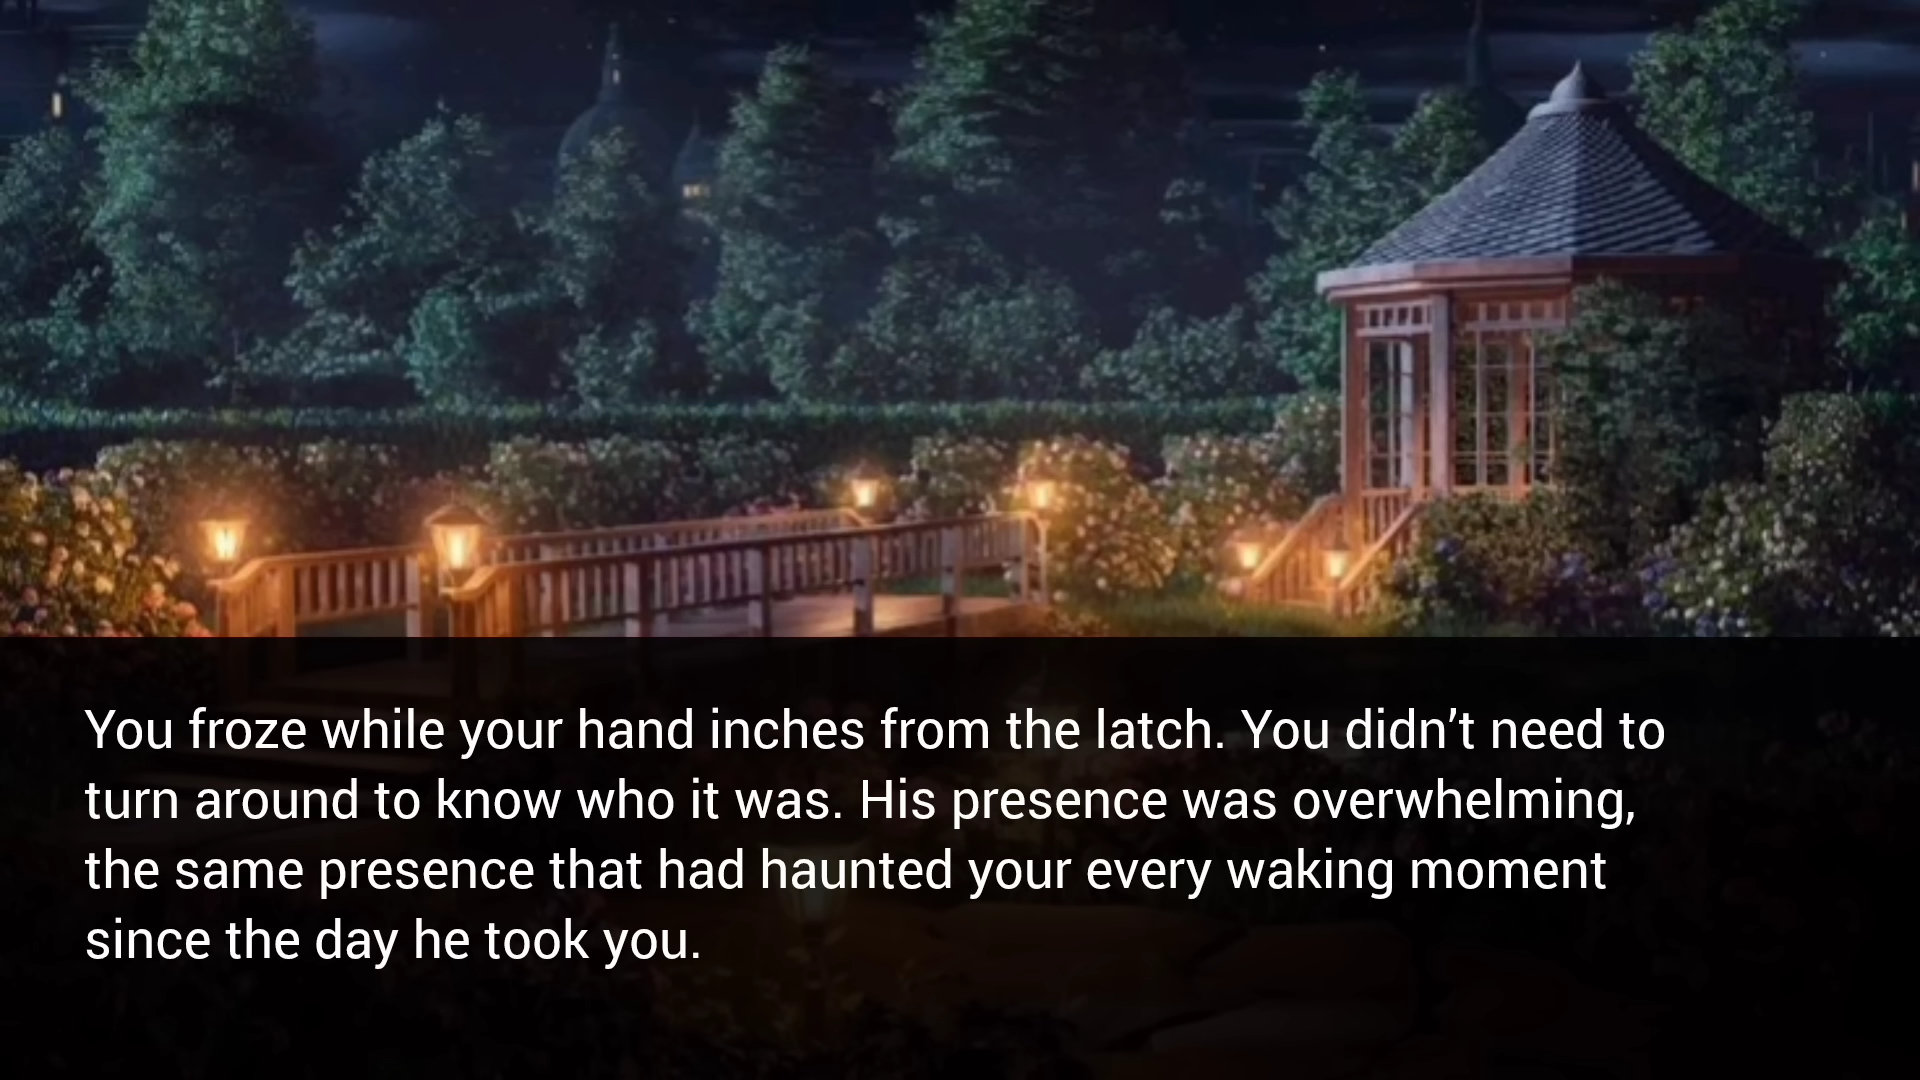 You froze while your hand inches from the latch. You didn’t need to
turn around to know who it was. His presence was overwhelming,
the same presence that had haunted your every waking moment
since the day he took you.